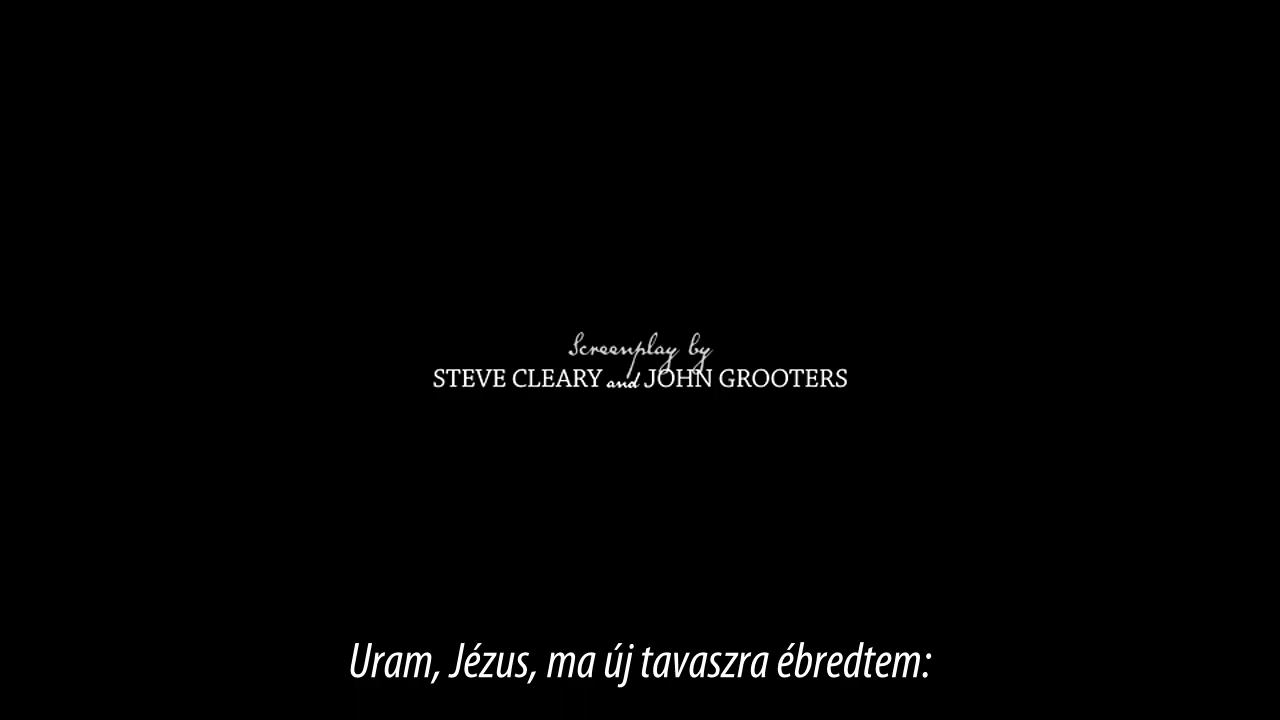 Screenplay by
STEVE CLEARY and JOHN GROOTERS
Uram, Jézus, ma új tavaszra ébredtem: